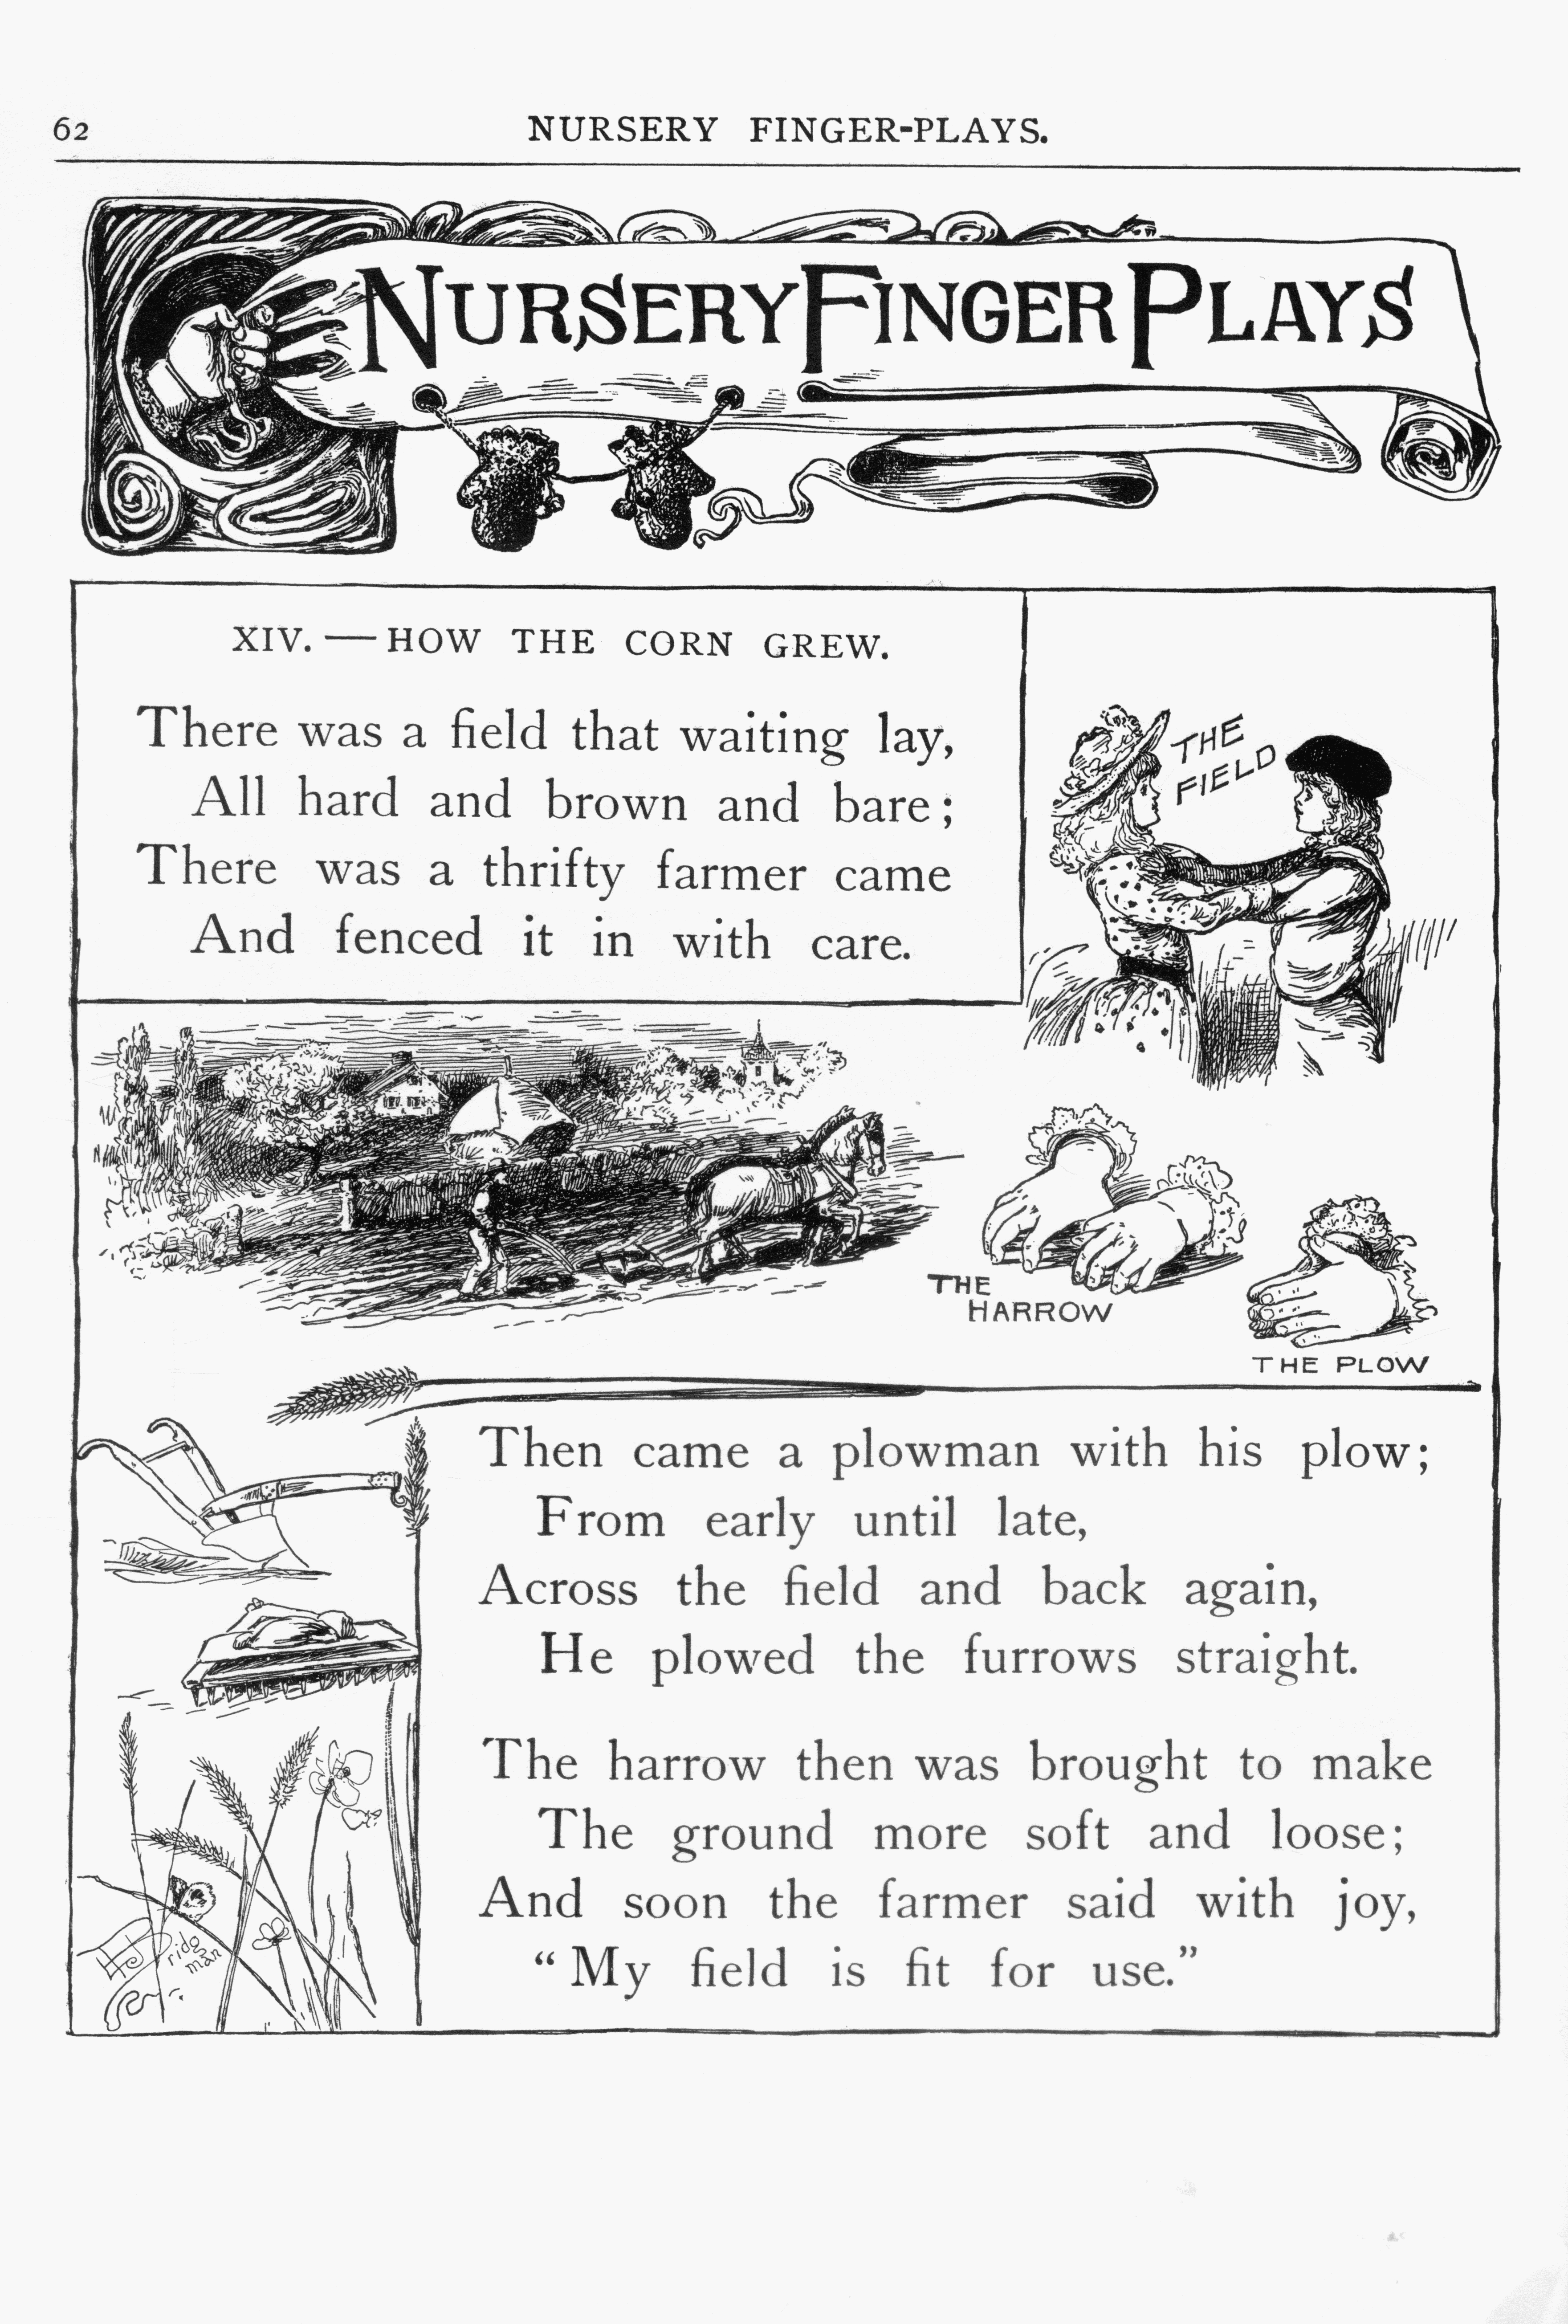 62
NURSERY FINGER-PLAYS.
NURSERY FINGER PLAYS
XIV. — HOW THE CORN GREW.
There was a field that waiting lay,
All hard and brown and bare;
There was a thrifty farmer came
And fenced it in with care.
THE
FIELD
THE
HARROW
THE PLOW
Then came a plowman with his plow;
From early until late,
Across the field and back again,
He plowed the furrows straight.
The harrow then was brought to make
The ground more soft and loose;
And soon the farmer said with joy,
“My field is fit for use.”
Bridg
man